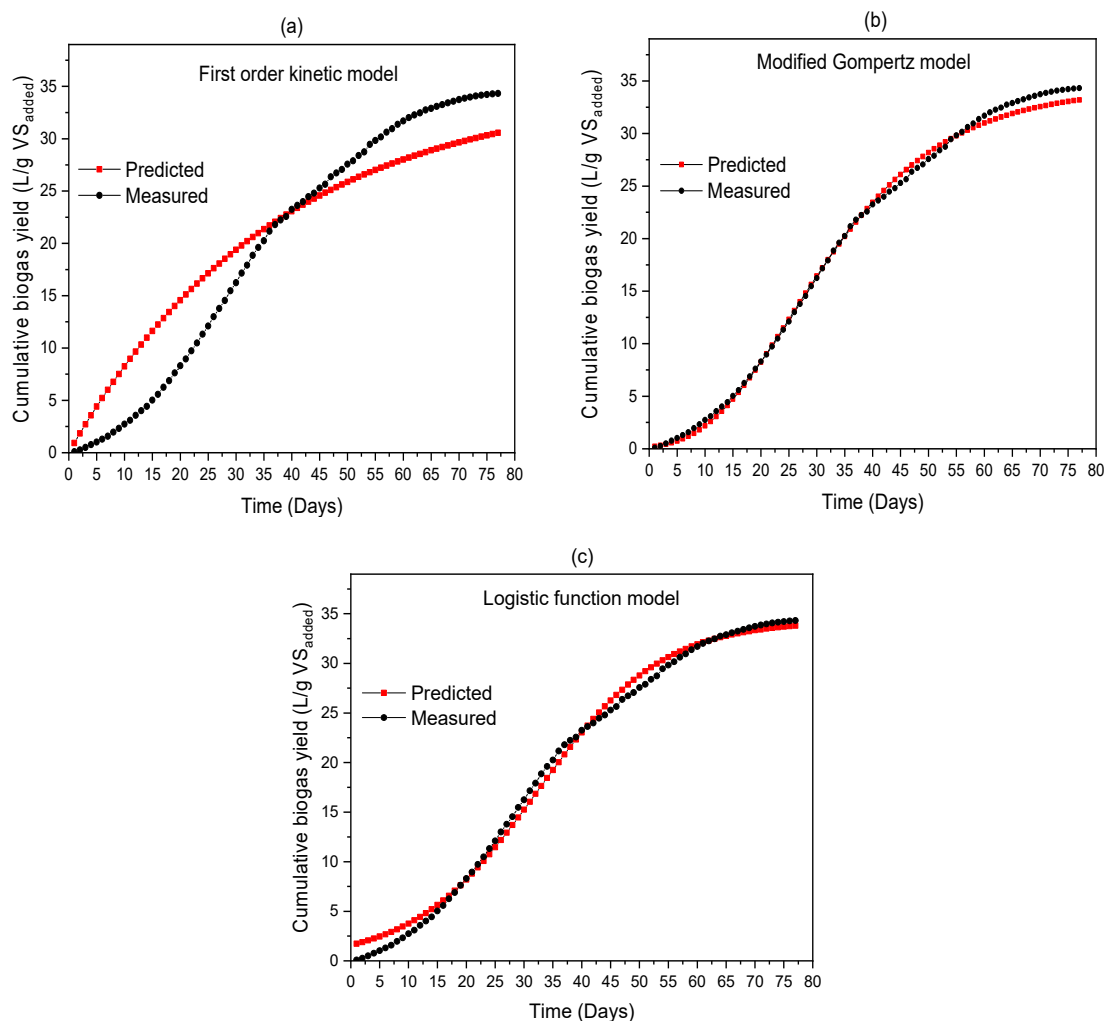 (a)
First order kinetic model
Predicted
Measured
Cumulative biogas yield (L/g VSadded)
35
30
25
20
15
10
5
0
0 5 10 15 20 25 30 35 40 45 50 55 60 65 70 75 80
Time (Days)
(b)
Modified Gompertz model
Predicted
Measured
Cumulative biogas yield (L/g VSadded)
35
30
25
20
15
10
5
0
0 5 10 15 20 25 30 35 40 45 50 55 60 65 70 75 80
Time (Days)
(c)
Logistic function model
Predicted
Measured
Cumulative biogas yield (L/g VSadded)
35
30
25
20
15
10
5
0
0 5 10 15 20 25 30 35 40 45 50 55 60 65 70 75 80
Time (Days)